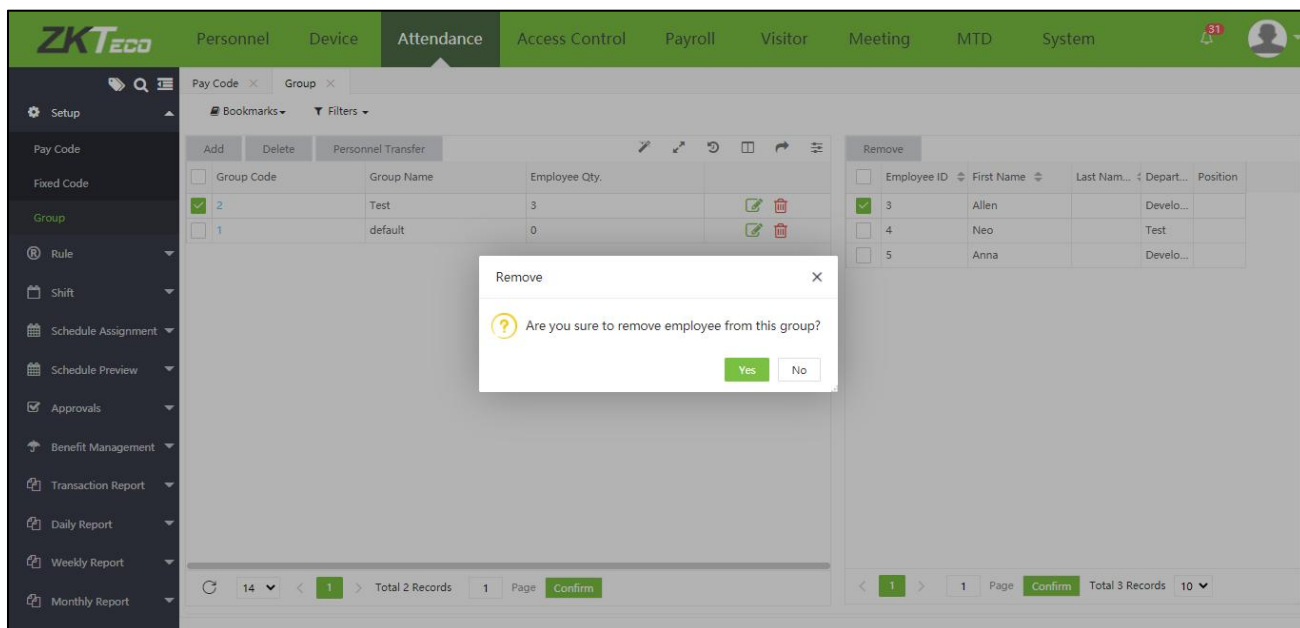 ZKTECO Personnel Device Attendance Access Control Payroll Visitor Meeting MTD System 31
Pay Code Group
Setup Bookmarks Filters
Pay Code Add Delete Personnel Transfer Remove
Fixed Code Group Code Group Name Employee Qty. Employee ID First Name Last Nam... Depart... Position
Group 2 Test 3 3 Allen Develo...
1 default 0 4 Neo Test
Rule 5 Anna Develo...
Remove
Shift
Schedule Assignment Are you sure to remove employee from this group?
Schedule Preview Yes No
Approvals
Benefit Management
Transaction Report
Daily Report
Weekly Report
14 1 Total 2 Records 1 Page Confirm 1 1 Page Confirm Total 3 Records 10
Monthly Report